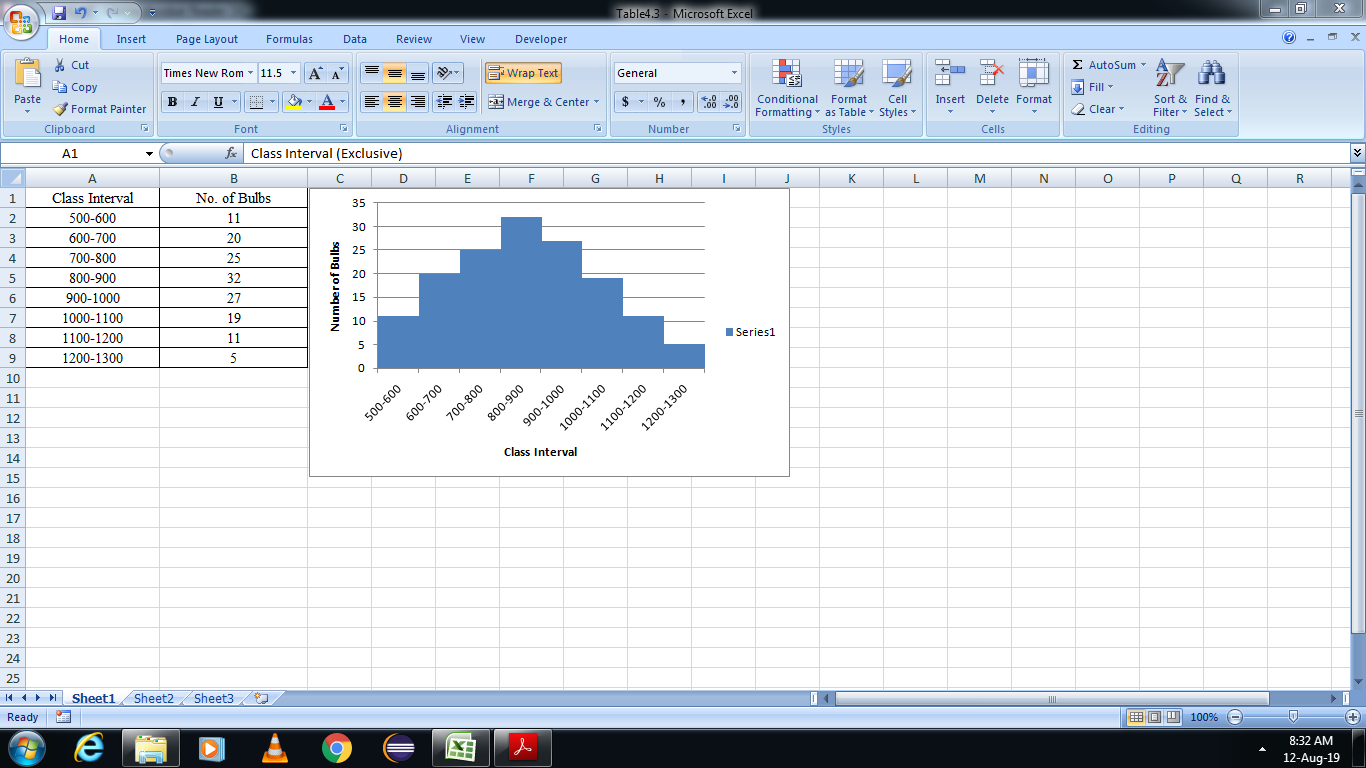 Table4.3 - Microsoft Excel
Home Insert Page Layout Formulas Data Review View Developer
Paste
Cut
Copy
Format Painter
Clipboard
Times New Rom 11.5 A A
B I U A
Font
Wrap Text
Merge & Center
Alignment
General
$ % , .0 .00 .00 .0
Number
Conditional Formatting
Format as Table
Cell Styles
Styles
Insert Delete Format
Cells
Σ AutoSum
Fill
Clear
Sort & Filter
Find & Select
Editing
A1 fx Class Interval (Exclusive)
A B C D E F G H I J K L M N O P Q R
1 Class Interval No. of Bulbs
2 500-600 11
3 600-700 20
4 700-800 25
5 800-900 32
6 900-1000 27
7 1000-1100 19
8 1100-1200 11
9 1200-1300 5
10
11
12
13
14
15
16
17
18
19
20
21
22
23
24
25
35
30
25
20
15
10
5
0
Number of Bulbs
500-600 600-700 700-800 800-900 900-1000 1000-1100 1100-1200 1200-1300
Class Interval
Series1
Sheet1 Sheet2 Sheet3
Ready 100%
8:32 AM
12-Aug-19